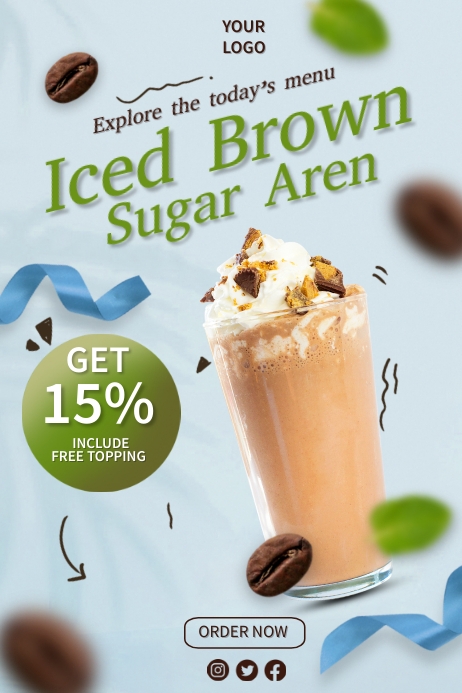 YOUR
LOGO
Explore the today's menu
Iced Brown
Sugar Aren
GET
15%
INCLUDE
FREE TOPPING
ORDER NOW